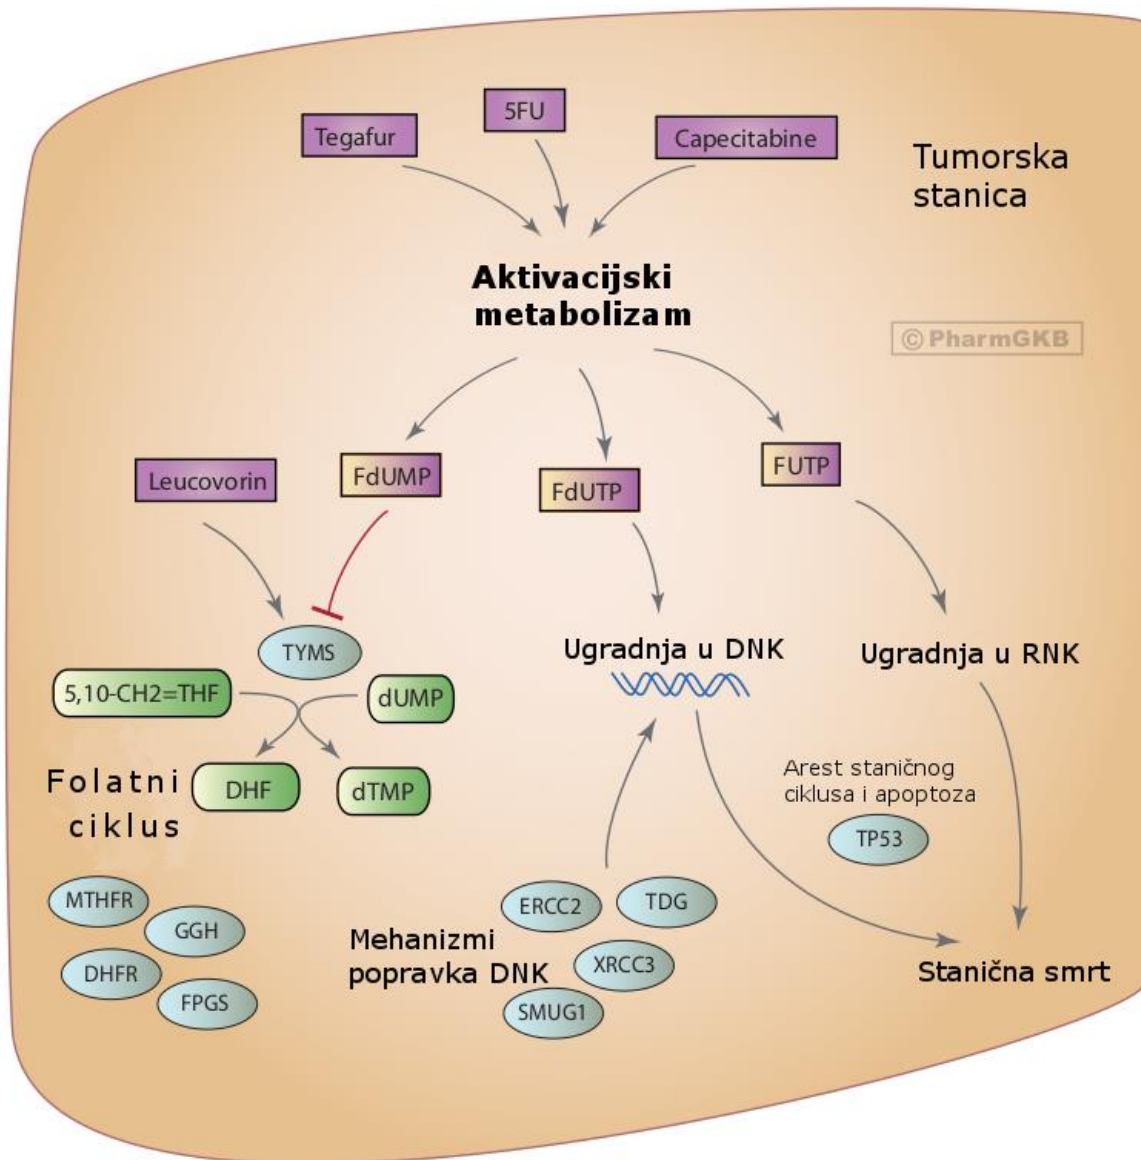 5FU
Tegafur
Capecitabine
Tumorska
stanica
Aktivacijski
metabolizam
© PharmGKB
Leucovorin
FdUMP
FdUTP
FUTP
TYMS
Ugradnja u DNK
Ugradnja u RNK
5,10-CH2=THF
dUMP
Folatni
ciklus
DHF
dTMP
Arest staničnog
ciklusa i apoptoza
TP53
MTHFR
GGH
DHFR
FPGS
Mehanizmi
popravka DNK
ERCC2
TDG
XRCC3
SMUG1
Stanična smrt